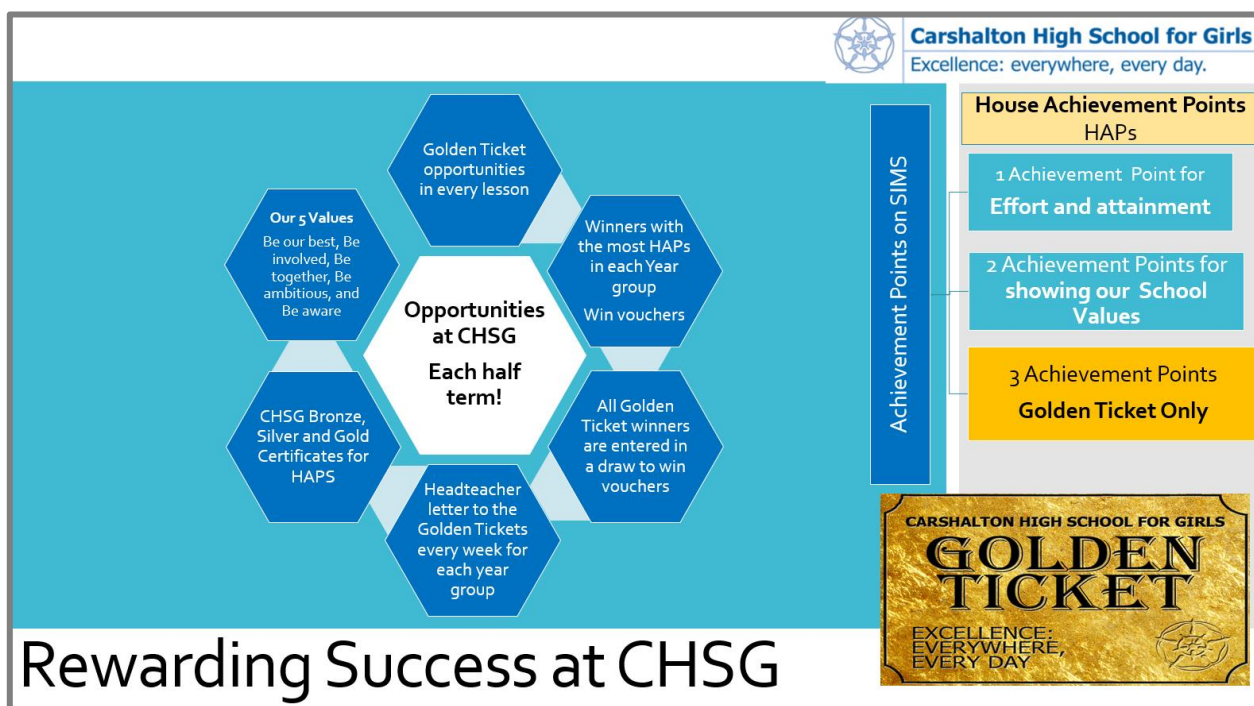 Carshalton High School for Girls
Excellence: everywhere, every day.
Golden Ticket
opportunities
in every lesson
Our 5 Values
Be our best, Be
involved, Be
together, Be
ambitious, and
Be aware
Winners with
the most HAPs
in each Year
group
Win vouchers
Opportunities
at CHSG
Each half
term!
CHSG Bronze,
Silver and Gold
Certificates for
HAPS
All Golden
Ticket winners
are entered in
a draw to win
vouchers
Headteacher
letter to the
Golden Tickets
every week for
each year
group
Achievement Points on SIMS
House Achievement Points
HAPs
1 Achievement Point for
Effort and attainment
2 Achievement Points for
showing our School
Values
3 Achievement Points
Golden Ticket Only
CARSHALTON HIGH SCHOOL FOR GIRLS
GOLDEN
TICKET
EXCELLENCE:
EVERYWHERE,
EVERY DAY
Rewarding Success at CHSG